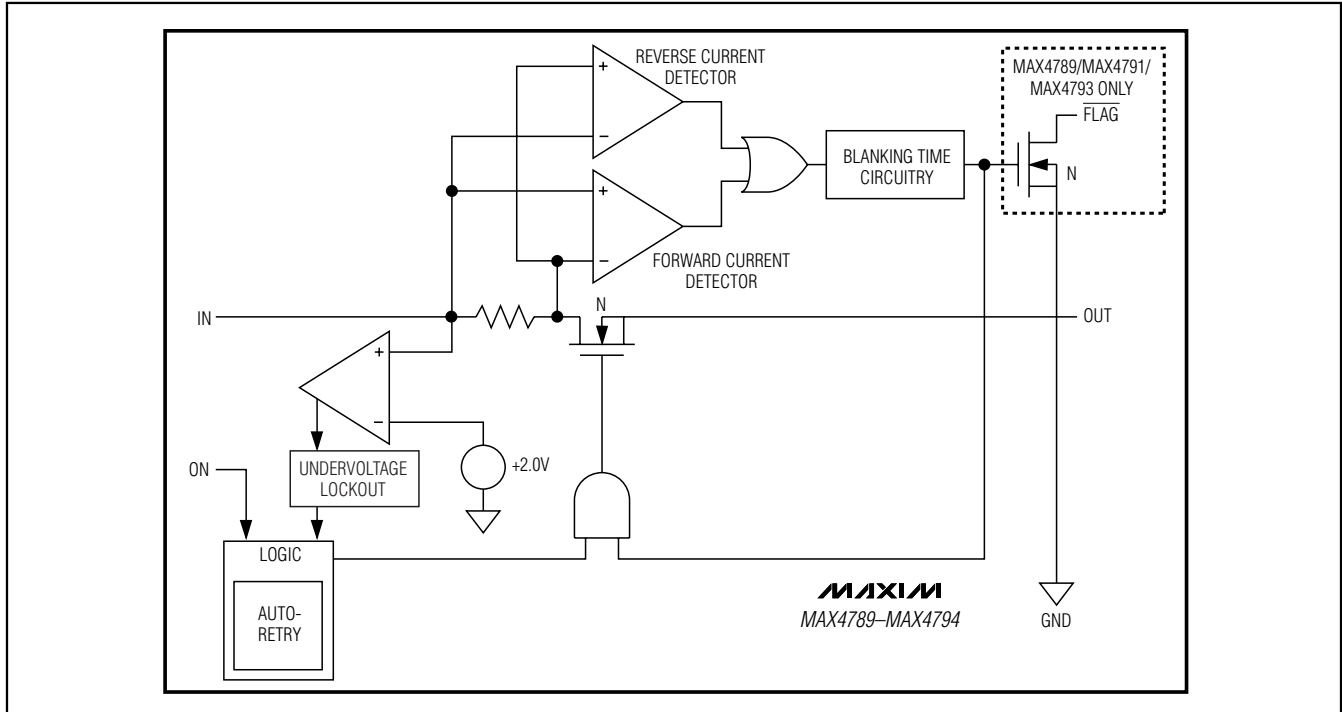 REVERSE CURRENT
DETECTOR
+
−
MAX4789/MAX4791/
MAX4793 ONLY
FLAG
BLANKING TIME
CIRCUITRY
N
+
−
FORWARD CURRENT
DETECTOR
IN
N
OUT
+
−
ON
UNDERVOLTAGE
LOCKOUT
+2.0V
LOGIC
AUTO-
RETRY
MAXIM
MAX4789–MAX4794
GND